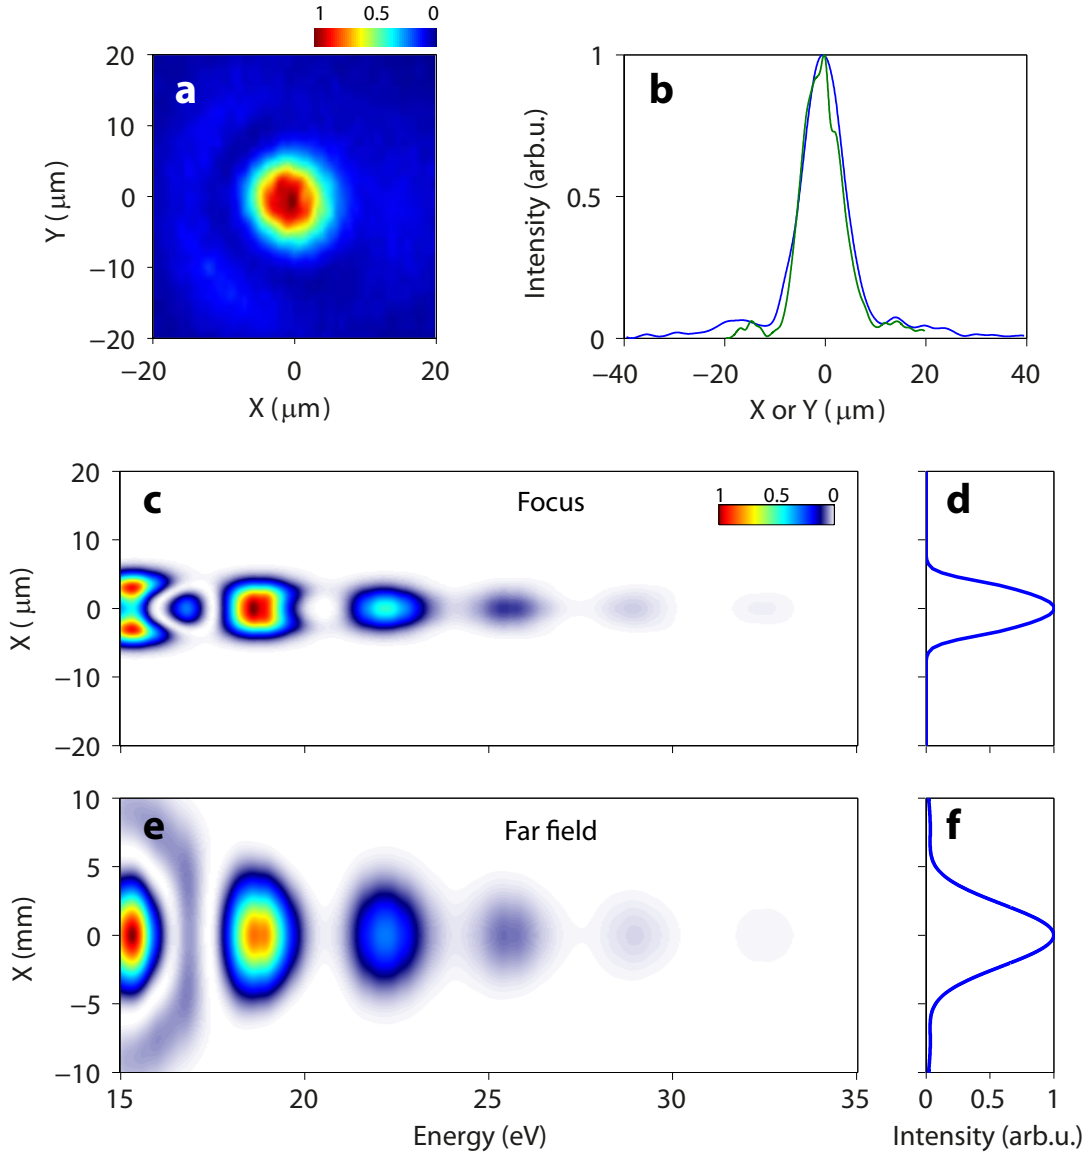 1 0.5 0
20
10
0
−10
−20
Y (μm)
−20 0 20
X (μm)
a
1
0.5
0
Intensity (arb.u.)
−40 −20 0 20 40
X or Y (μm)
b
20
10
0
−10
−20
X (μm)
c
Focus
1 0.5 0
d
10
5
0
−5
−10
X (mm)
e
Far field
15 20 25 30 35
Energy (eV)
f
0 0.5 1
Intensity (arb.u.)